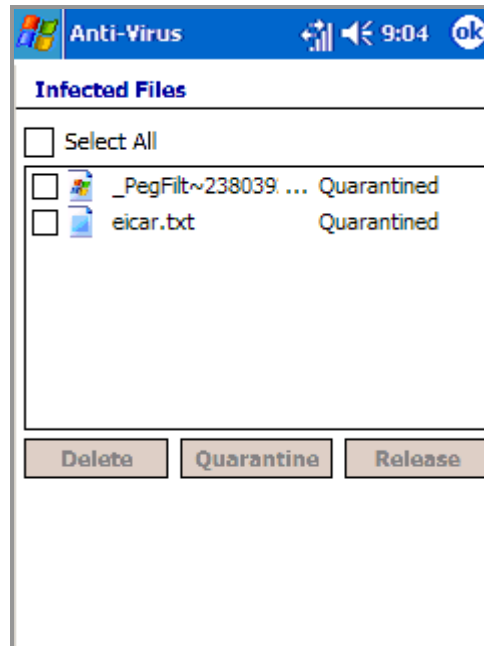 Anti-Virus 9:04 ok
Infected Files
Select All
_PegFilt~238039 ... Quarantined
eicar.txt Quarantined
Delete Quarantine Release